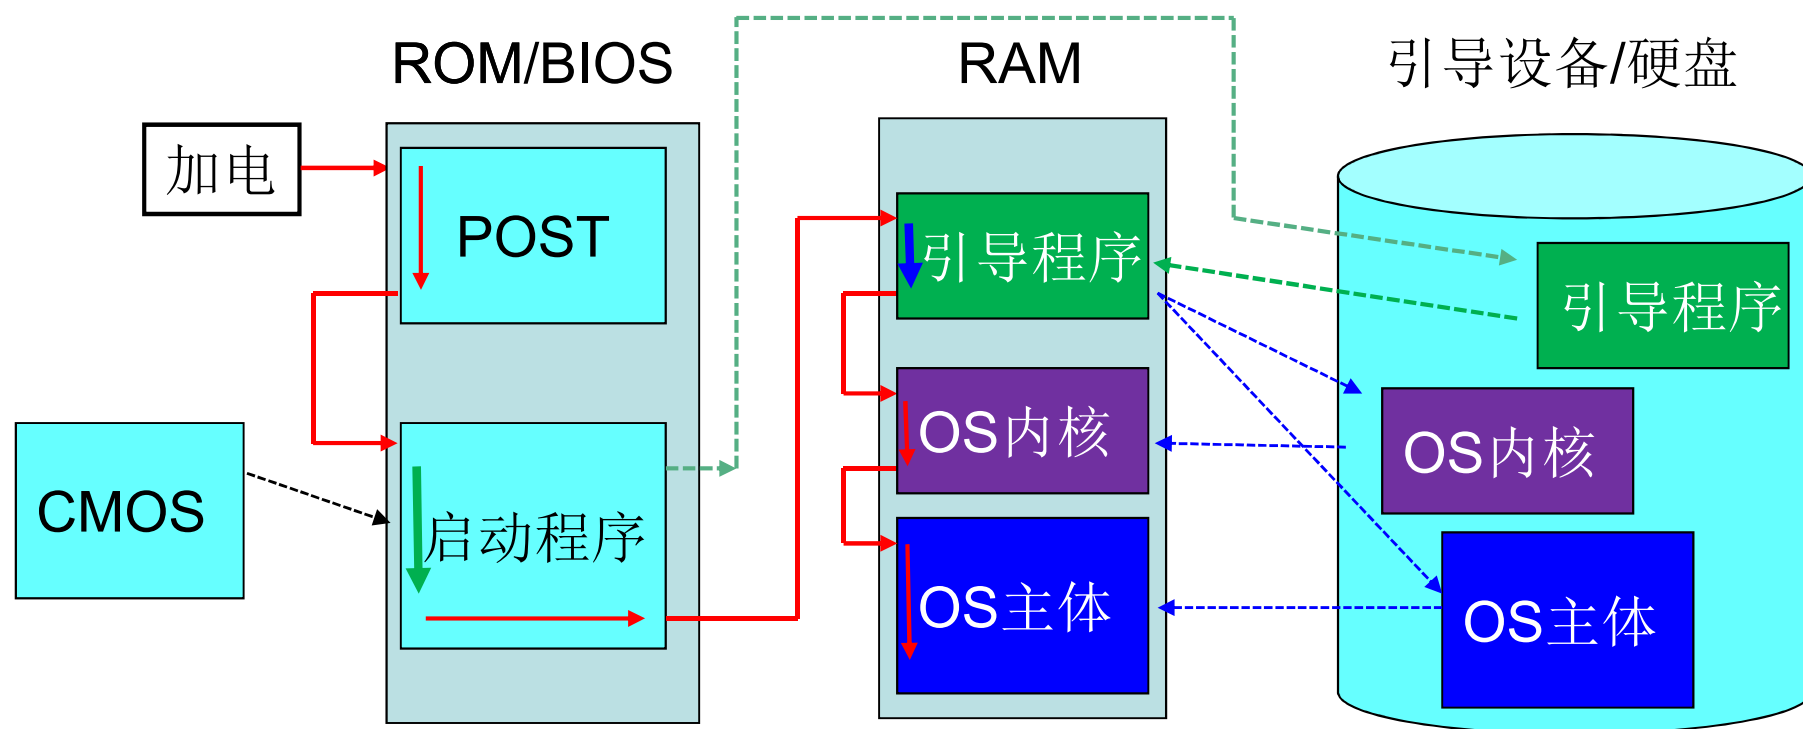 ROM/BIOS
RAM
引导设备/硬盘
加电
POST
引导程序
引导程序
OS内核
OS内核
CMOS
启动程序
OS主体
OS主体